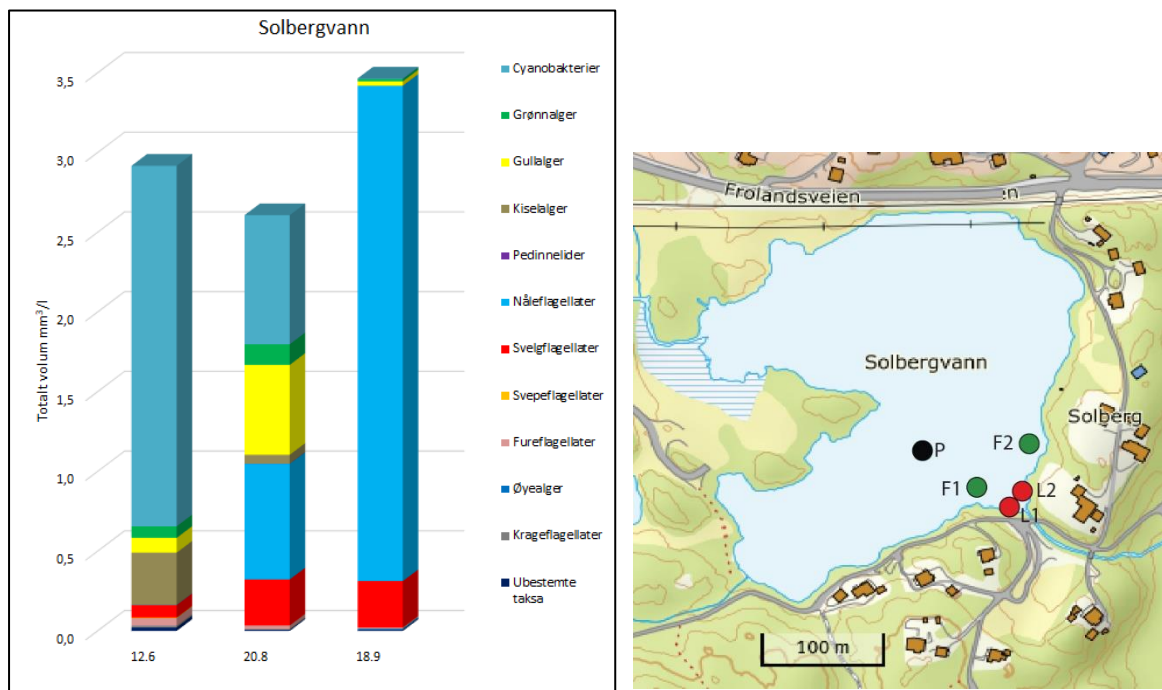 Solbergvann
Totalt volum mm³/l
3,5
3,0
2,5
2,0
1,5
1,0
0,5
0,0
12.6
20.8
18.9
Cyanobakterier
Grønnalger
Gullalger
Kiselalger
Pedinnelider
Nåleflagellater
Svelgflagellater
Svepeflagellater
Fureflagellater
Øyealger
Krageflagellater
Ubestemte
taksa
Frolandsveien
n
Solbergvann
Solberg
P
F2
F1
L2
L1
100 m